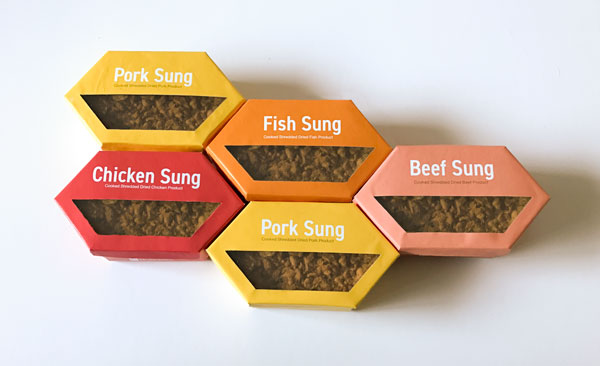 Pork Sung
Cooked Shredded Dried Pork Product
Fish Sung
Cooked Shredded Dried Fish Product
Chicken Sung
Cooked Shredded Dried Chicken Product
Beef Sung
Cooked Shredded Dried Beef Product
Pork Sung
Cooked Shredded Dried Pork Product